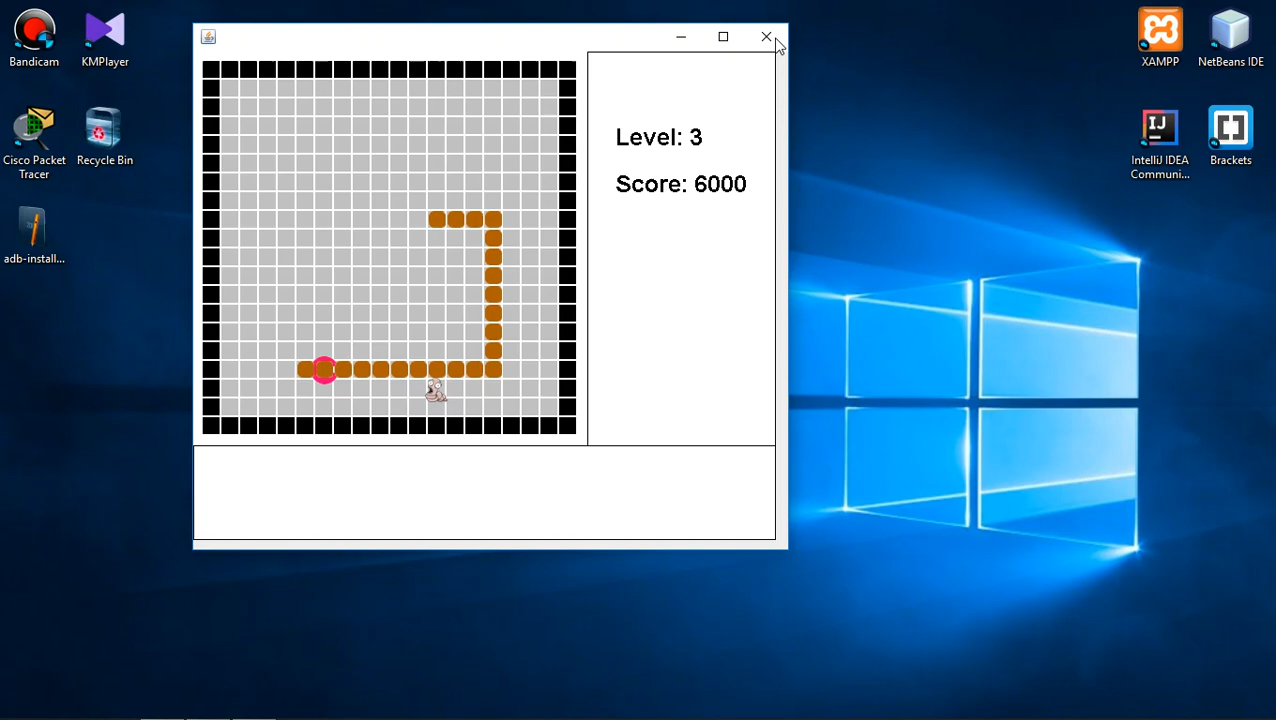 Bandicam
KMPlayer
Cisco Packet
Tracer
Recycle Bin
adb-install...
Level: 3
Score: 6000
XAMPP
NetBeans IDE
IJ
IntelliJ IDEA
Communi...
Brackets